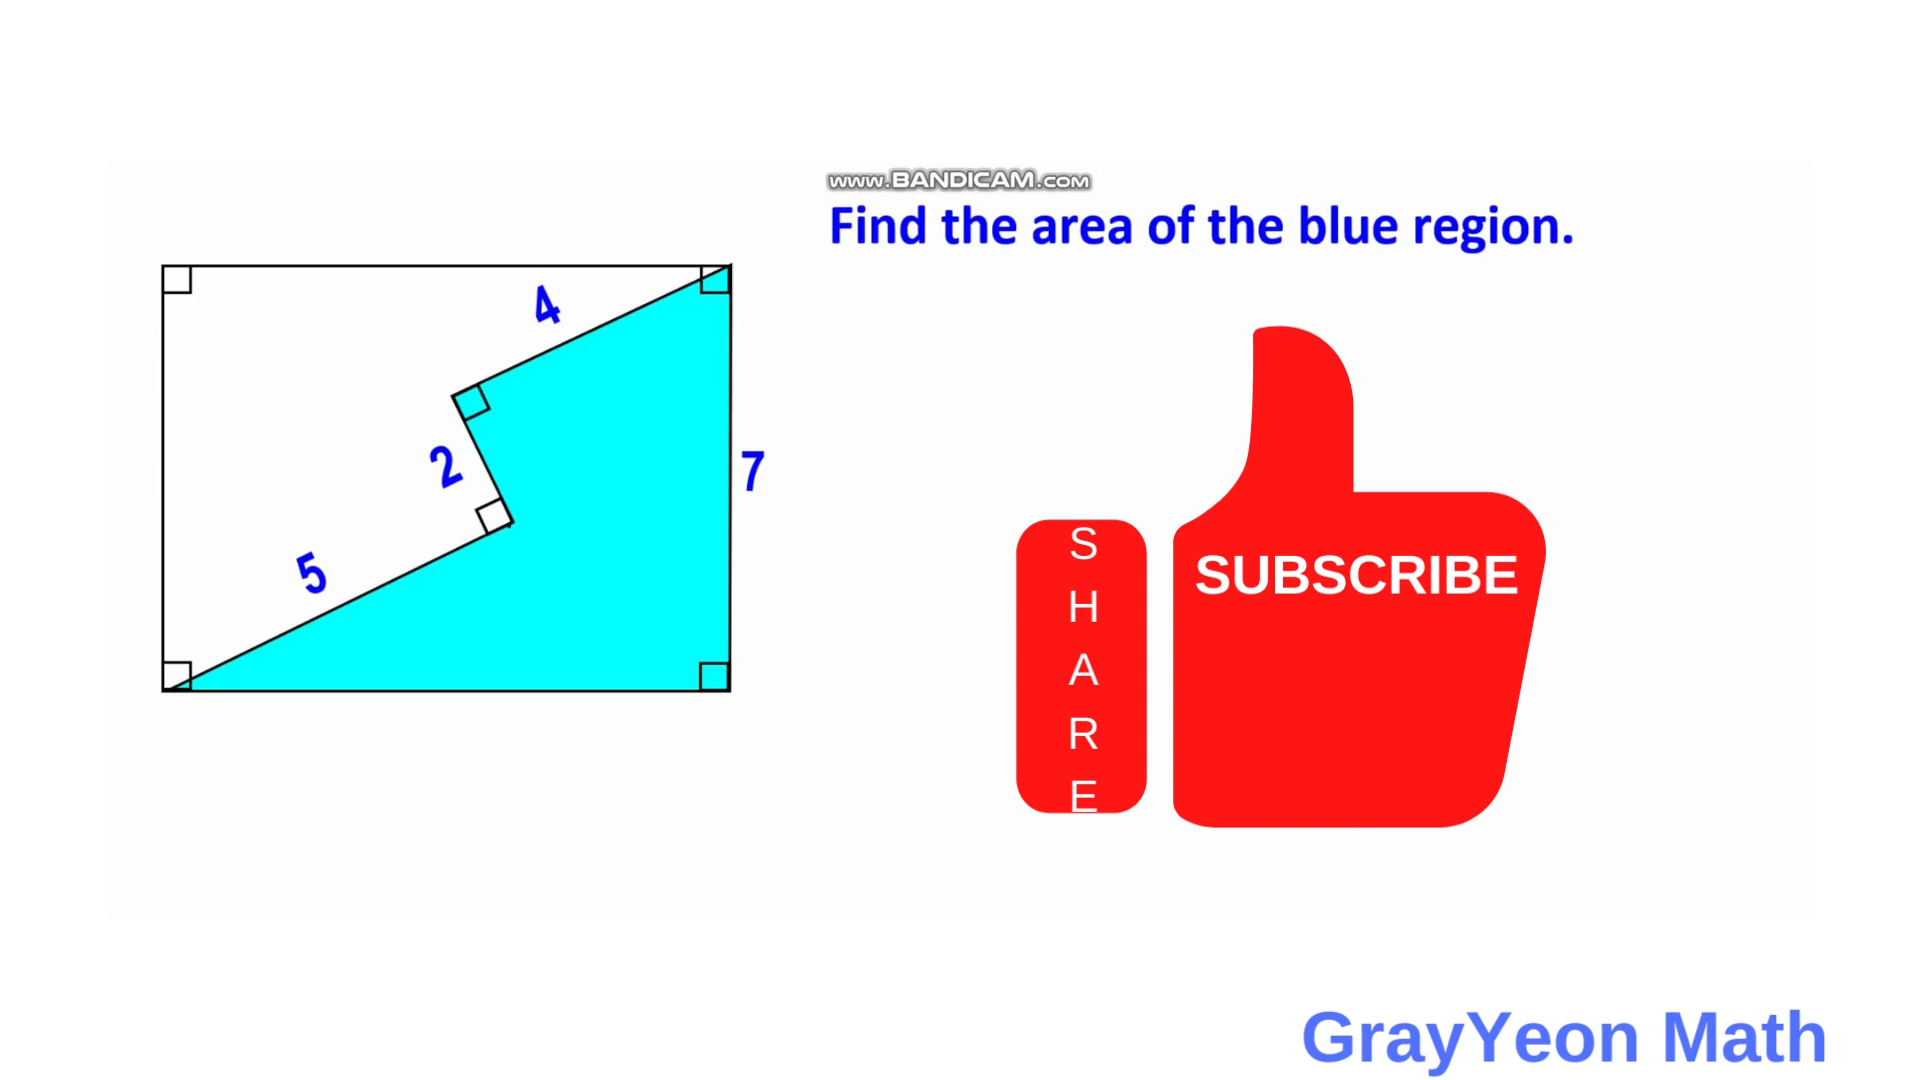 www.BANDICAM.com
Find the area of the blue region.
4
2
7
5
S
H
A
R
E
SUBSCRIBE
GrayYeon Math